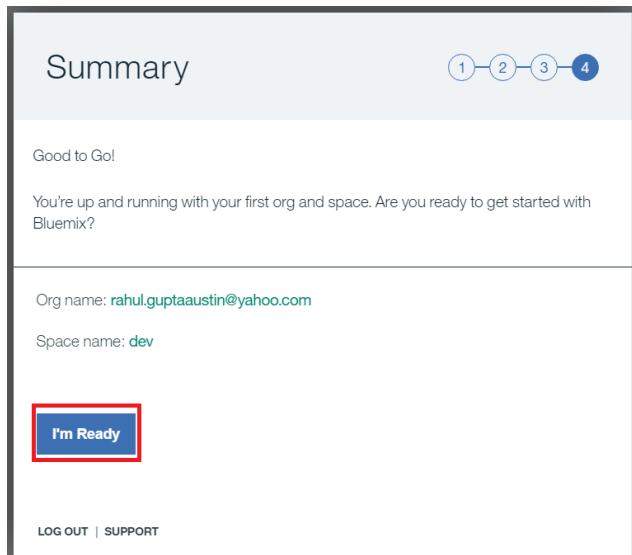 Summary
1 2 3 4
Good to Go!
You're up and running with your first org and space. Are you ready to get started with
Bluemix?
Org name: rahul.guptaaustin@yahoo.com
Space name: dev
I'm Ready
LOG OUT | SUPPORT